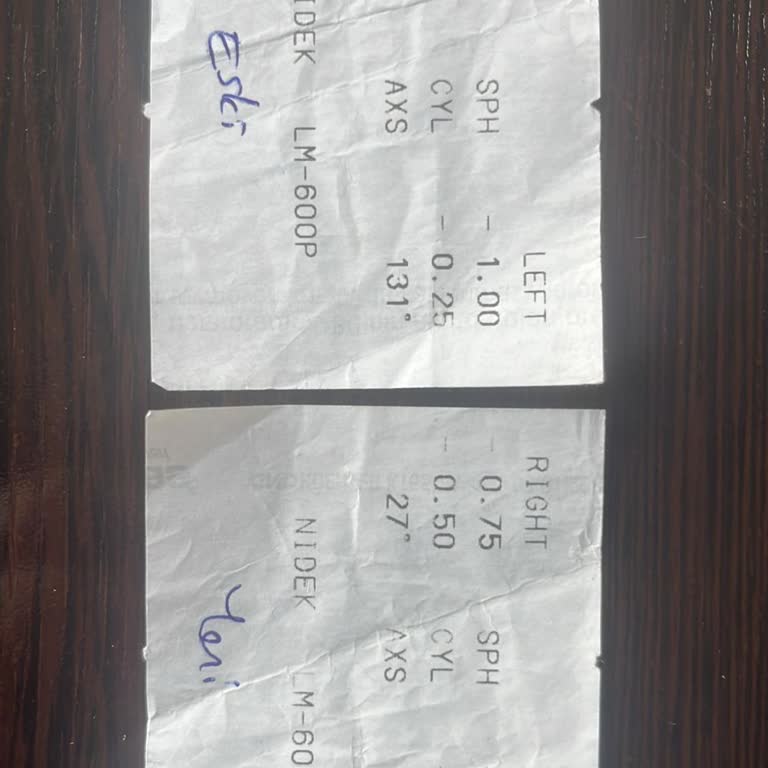 LEFT
SPH - 1.00
CYL - 0.25
AXS 131°
NIDEK LM-600P
Eski
RIGHT
- 0.75 SPH
- 0.50 CYL
27° AXS
NIDEK LM-60
Yeni